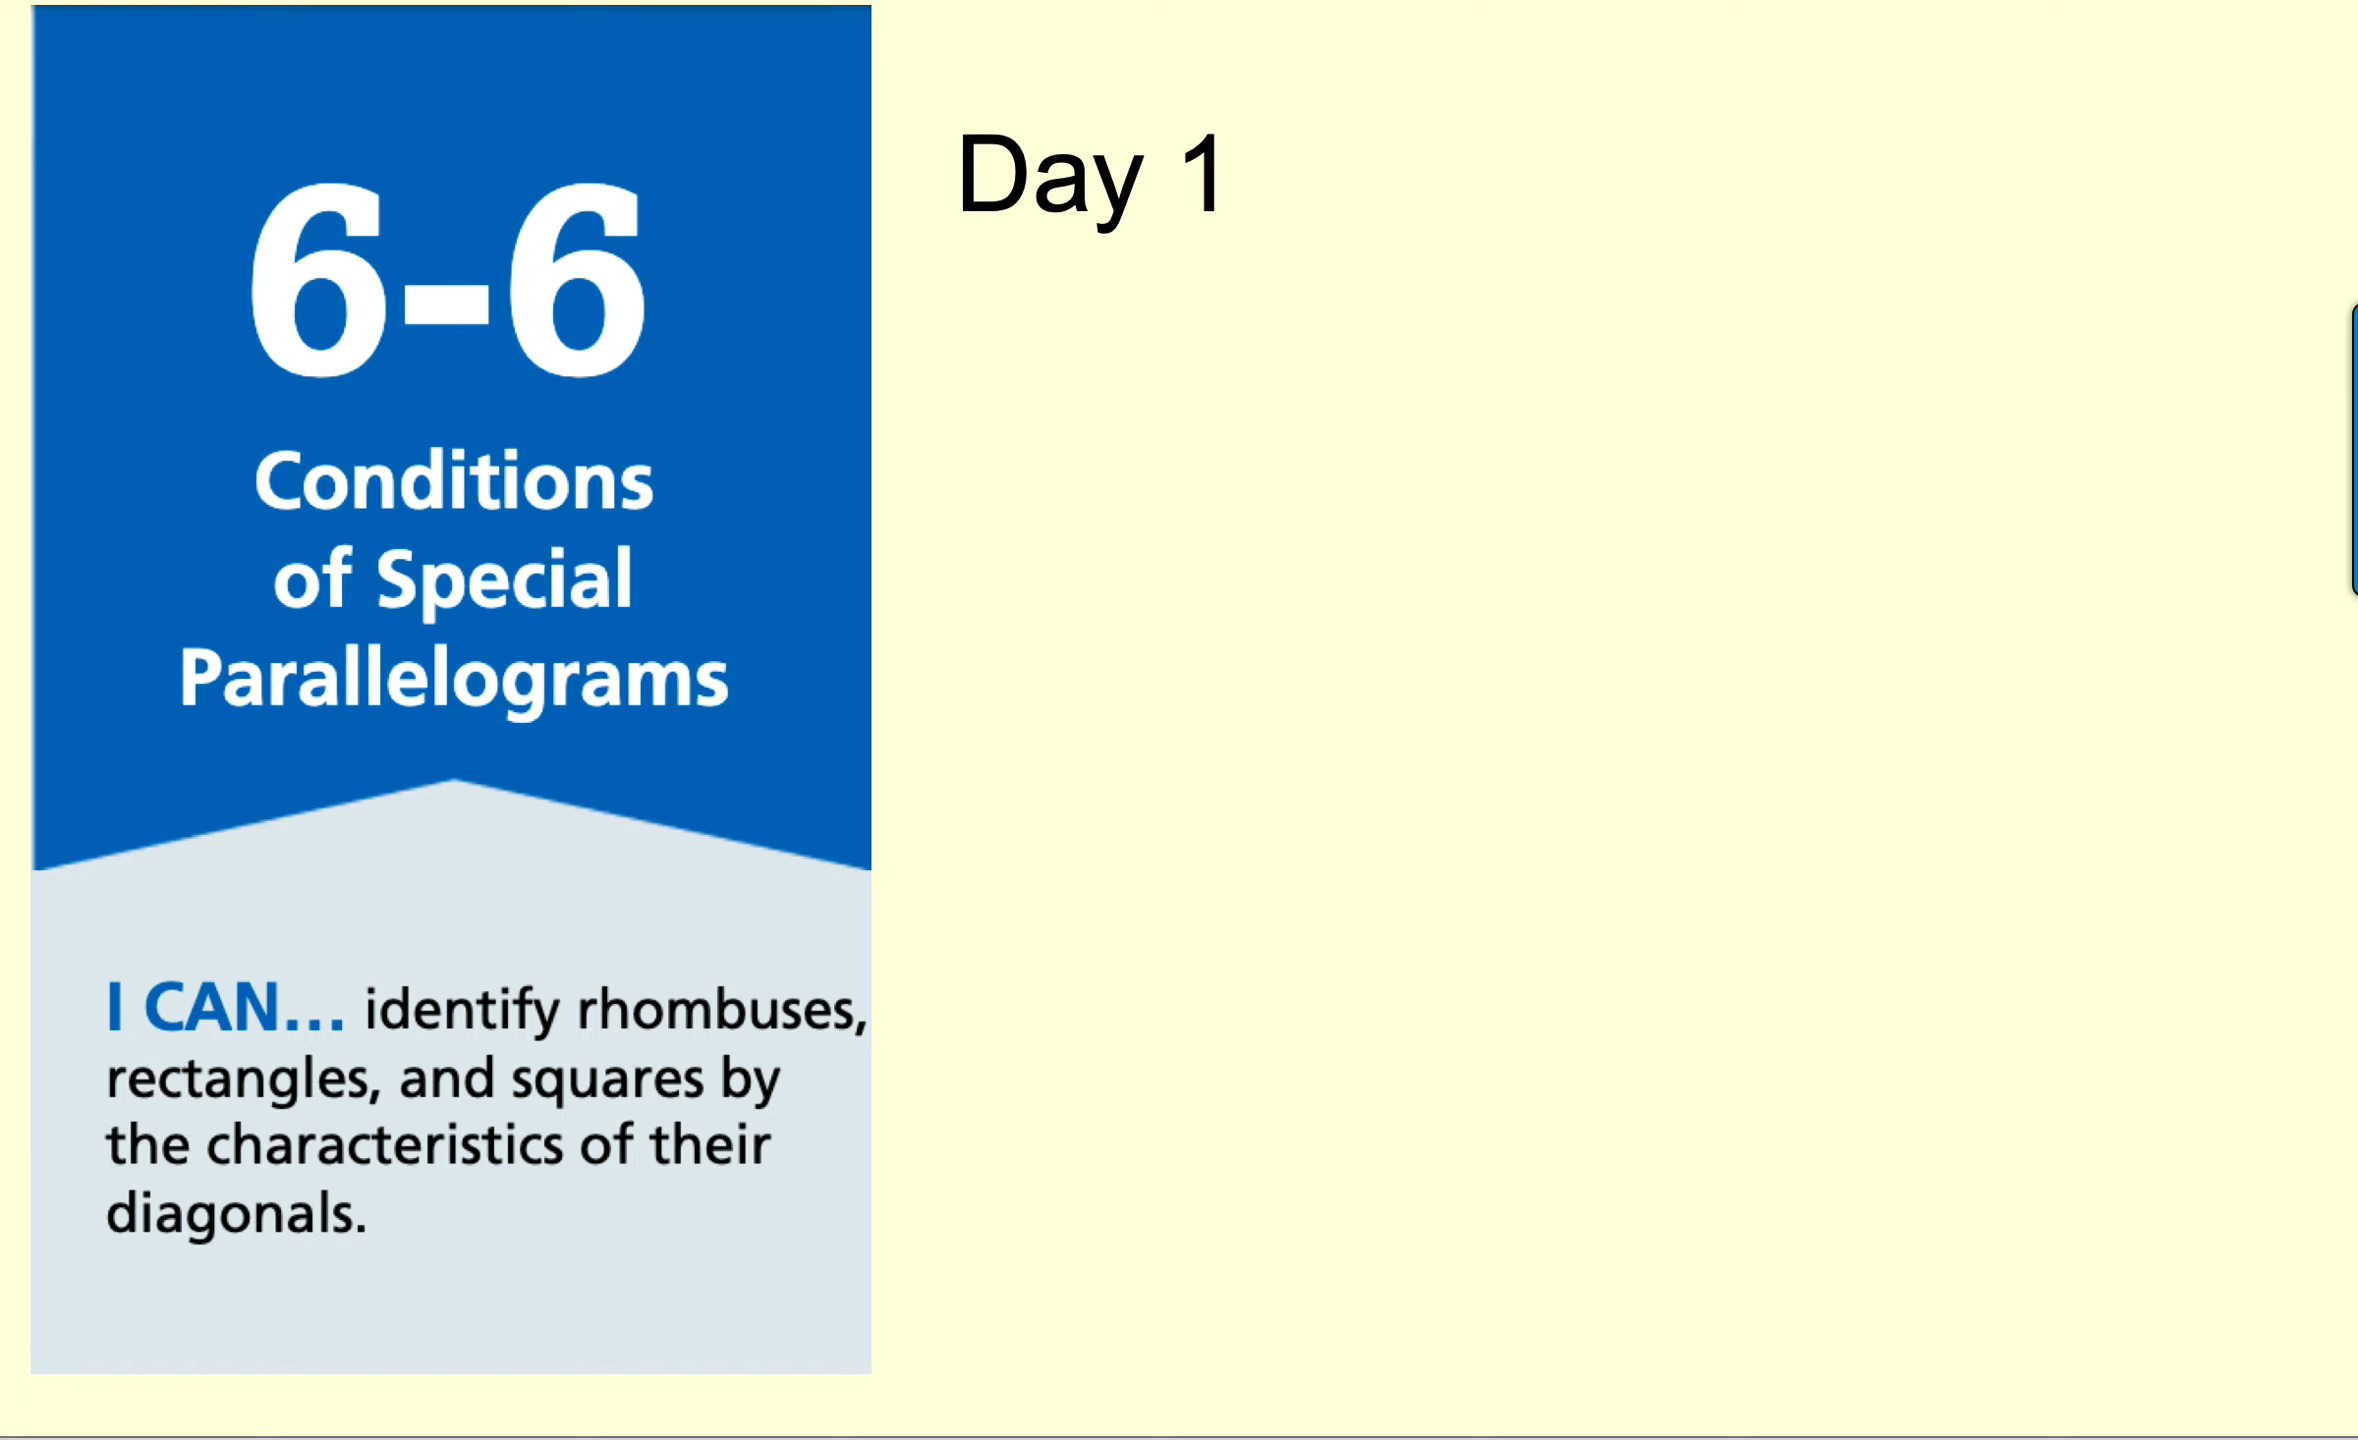 6-6
Conditions
of Special
Parallelograms
I CAN... identify rhombuses,
rectangles, and squares by
the characteristics of their
diagonals.
Day 1